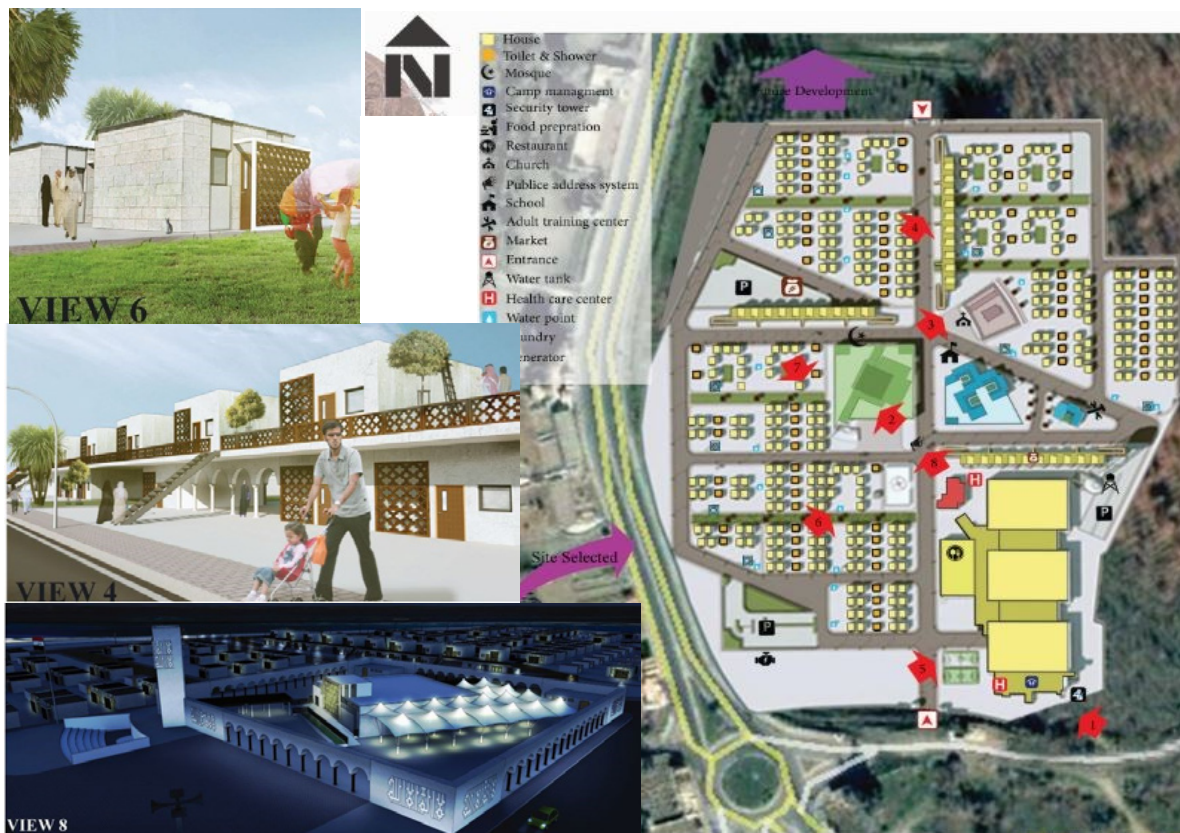 VIEW 6
N
House
Toilet & Shower
Mosque
Camp managment
Security tower
Food prepration
Restaurant
Church
Publice address system
School
Adult training center
Market
Entrance
Water tank
H Health care center
Water point
Future Development
VIEW 4
Site Selected
VIEW 8
4
P
3
7
2
8
H
P
6
P
5
H
1